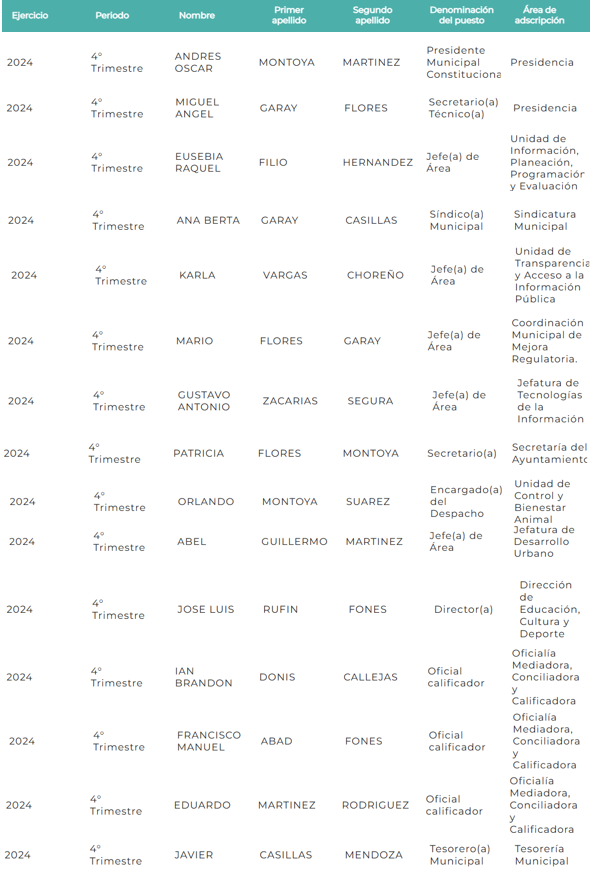 Ejercicio Periodo Nombre Primer apellido Segundo apellido Denominación del puesto Área de adscripción
2024 4° Trimestre ANDRES OSCAR MONTOYA MARTINEZ Presidente Municipal Constituciona Presidencia
2024 4° Trimestre MIGUEL ANGEL GARAY FLORES Secretario(a) Técnico(a) Presidencia
2024 4° Trimestre EUSEBIA RAQUEL FILIO HERNANDEZ Jefe(a) de Área Unidad de Información, Planeación, Programación y Evaluación
2024 4° Trimestre ANA BERTA GARAY CASILLAS Síndico(a) Municipal Sindicatura Municipal
2024 4° Trimestre KARLA VARGAS CHOREÑO Jefe(a) de Área Unidad de Transparencia y Acceso a la Información Pública
2024 4° Trimestre MARIO FLORES GARAY Jefe(a) de Área Coordinación Municipal de Mejora Regulatoria.
2024 4° Trimestre GUSTAVO ANTONIO ZACARIAS SEGURA Jefe(a) de Área Jefatura de Tecnologías de la Información
2024 4° Trimestre PATRICIA FLORES MONTOYA Secretario(a) Secretaría del Ayuntamiento
2024 4° Trimestre ORLANDO MONTOYA SUAREZ Encargado(a) del Despacho Unidad de Control y Bienestar Animal
2024 4° Trimestre ABEL GUILLERMO MARTINEZ Jefe(a) de Área Jefatura de Desarrollo Urbano
2024 4° Trimestre JOSE LUIS RUFIN FONES Director(a) Dirección de Educación, Cultura y Deporte
2024 4° Trimestre IAN BRANDON DONIS CALLEJAS Oficial calificador Oficialía Mediadora, Conciliadora y Calificadora
2024 4° Trimestre FRANCISCO MANUEL ABAD FONES Oficial calificador Oficialía Mediadora, Conciliadora y Calificadora
2024 4° Trimestre EDUARDO MARTINEZ RODRIGUEZ Oficial calificador Oficialía Mediadora, Conciliadora y Calificadora
2024 4° Trimestre JAVIER CASILLAS MENDOZA Tesorero(a) Municipal Tesorería Municipal